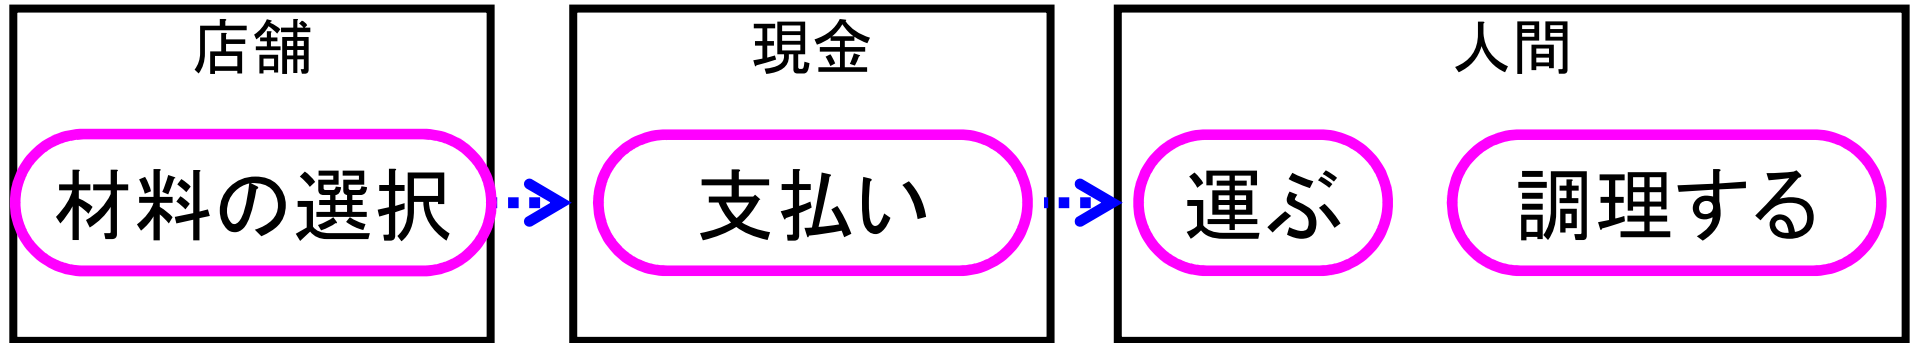 店舗
現金
人間
材料の選択
支払い
運ぶ
調理する